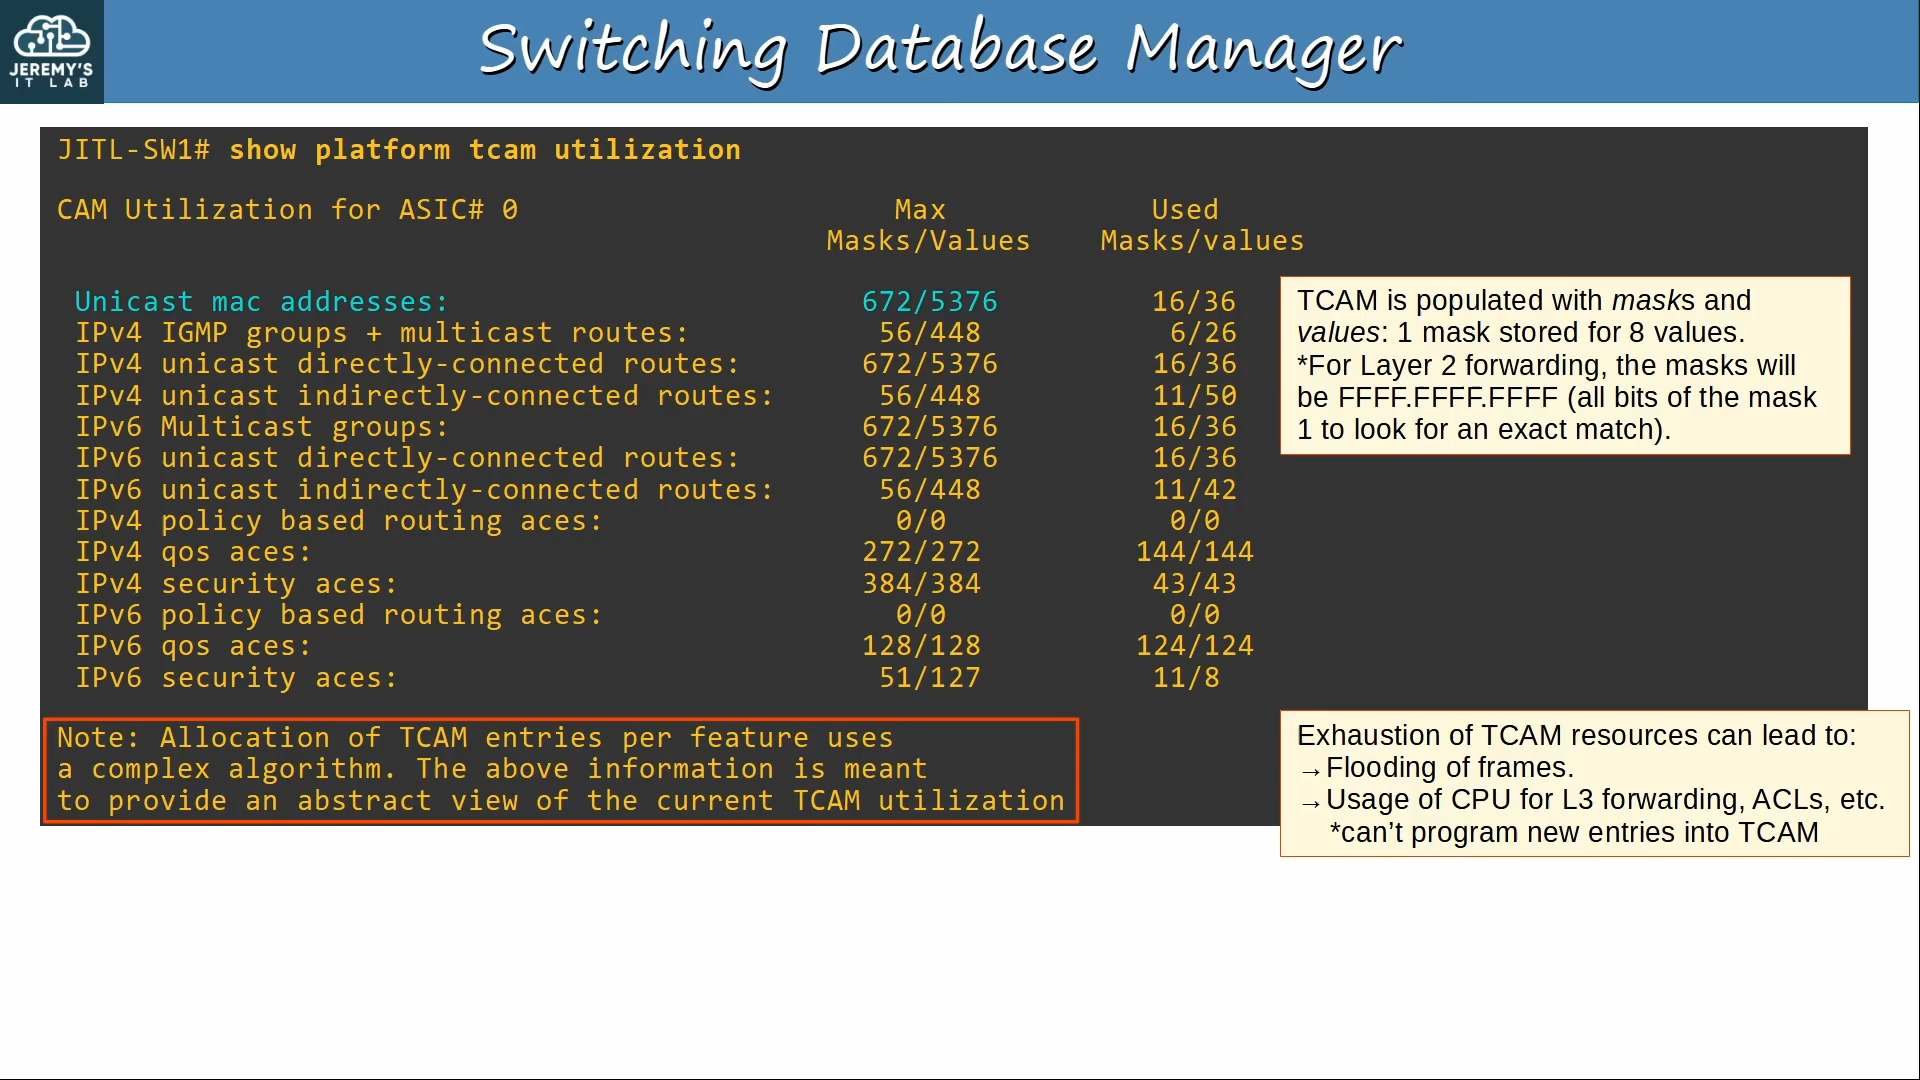 JEREMY'S
IT LAB
Switching Database Manager
JITL-SW1# show platform tcam utilization
CAM Utilization for ASIC# 0 Max Used
Masks/Values Masks/values
Unicast mac addresses: 672/5376 16/36
IPv4 IGMP groups + multicast routes: 56/448 6/26
IPv4 unicast directly-connected routes: 672/5376 16/36
IPv4 unicast indirectly-connected routes: 56/448 11/50
IPv6 Multicast groups: 672/5376 16/36
IPv6 unicast directly-connected routes: 672/5376 16/36
IPv6 unicast indirectly-connected routes: 56/448 11/42
IPv4 policy based routing aces: 0/0 0/0
IPv4 qos aces: 272/272 144/144
IPv4 security aces: 384/384 43/43
IPv6 policy based routing aces: 0/0 0/0
IPv6 qos aces: 128/128 124/124
IPv6 security aces: 51/127 11/8
Note: Allocation of TCAM entries per feature uses
a complex algorithm. The above information is meant
to provide an abstract view of the current TCAM utilization
TCAM is populated with masks and
values: 1 mask stored for 8 values.
*For Layer 2 forwarding, the masks will
be FFFF.FFFF.FFFF (all bits of the mask
1 to look for an exact match).
Exhaustion of TCAM resources can lead to:
→Flooding of frames.
→Usage of CPU for L3 forwarding, ACLs, etc.
*can’t program new entries into TCAM